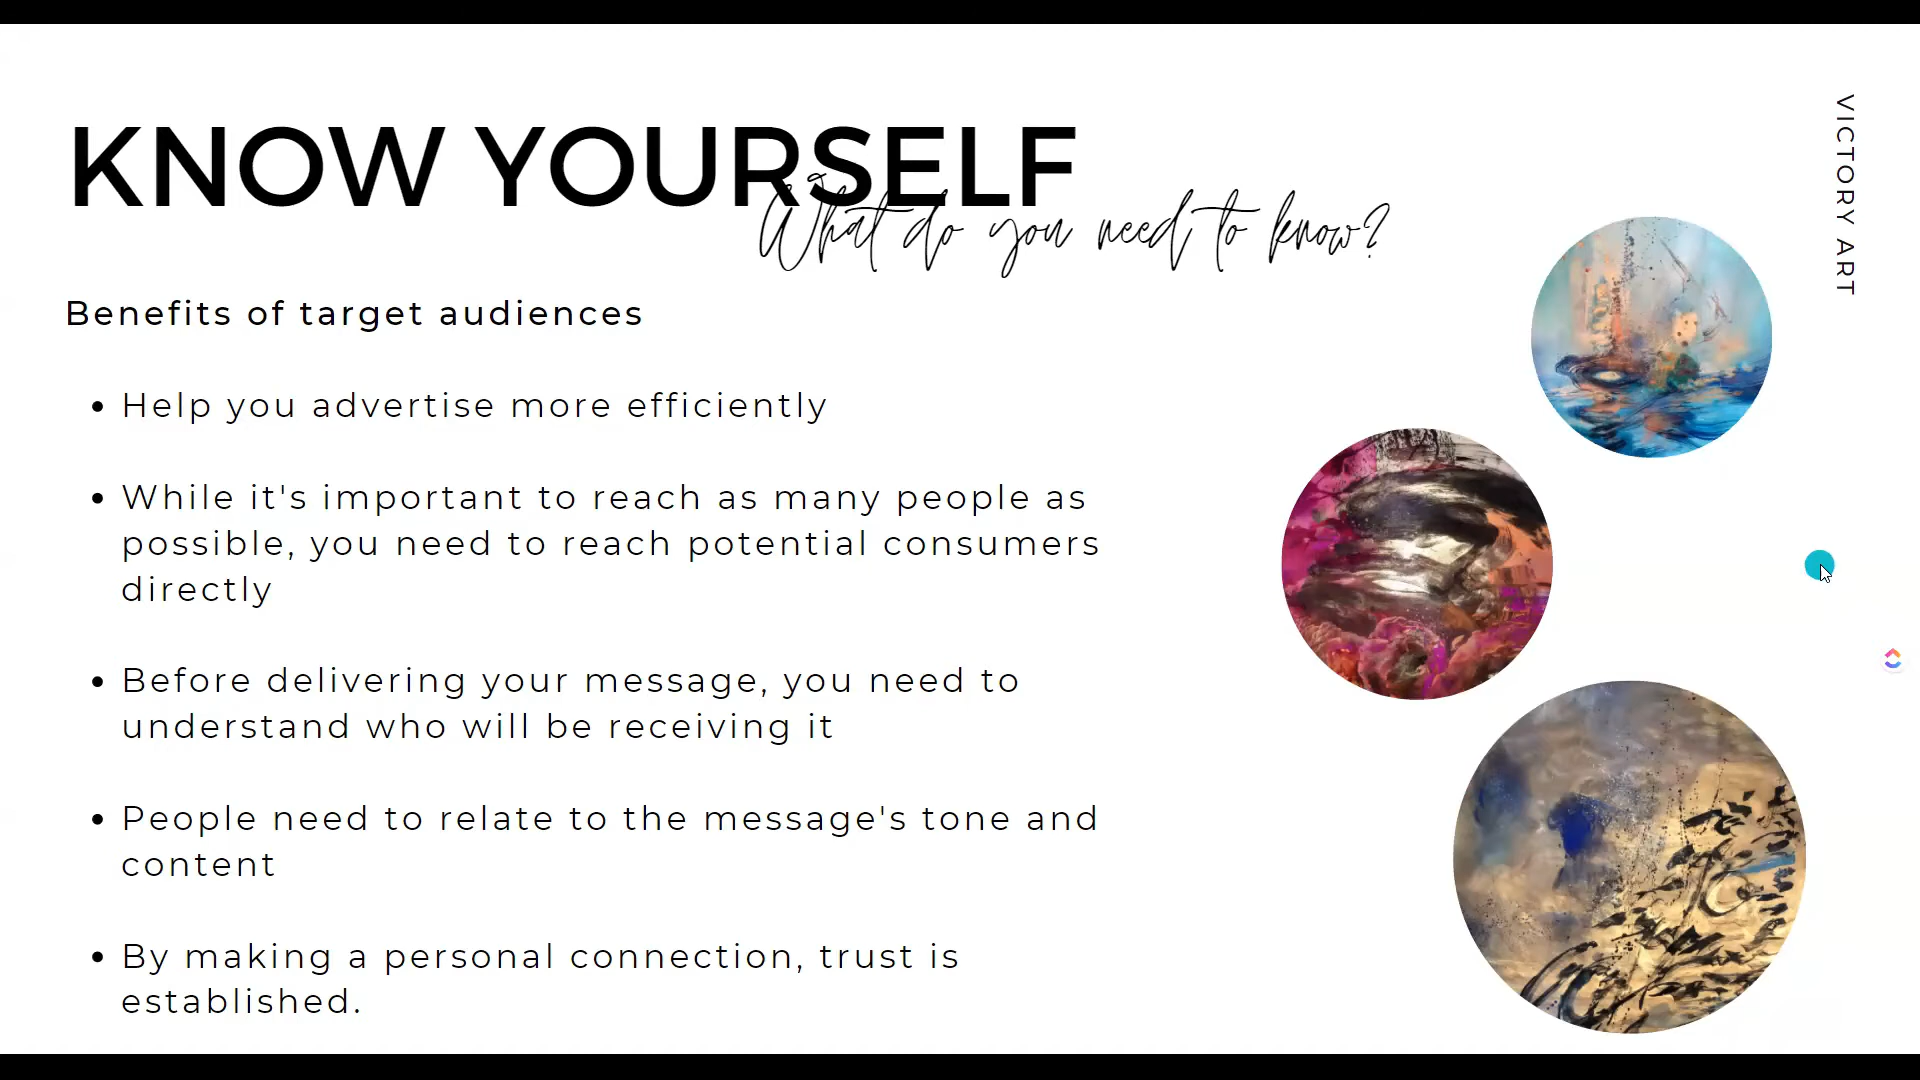 KNOW YOURSELF
What do you need to know?
VICTORY ART
Benefits of target audiences
• Help you advertise more efficiently
• While it's important to reach as many people as
possible, you need to reach potential consumers
directly
• Before delivering your message, you need to
understand who will be receiving it
• People need to relate to the message's tone and
content
• By making a personal connection, trust is
established.